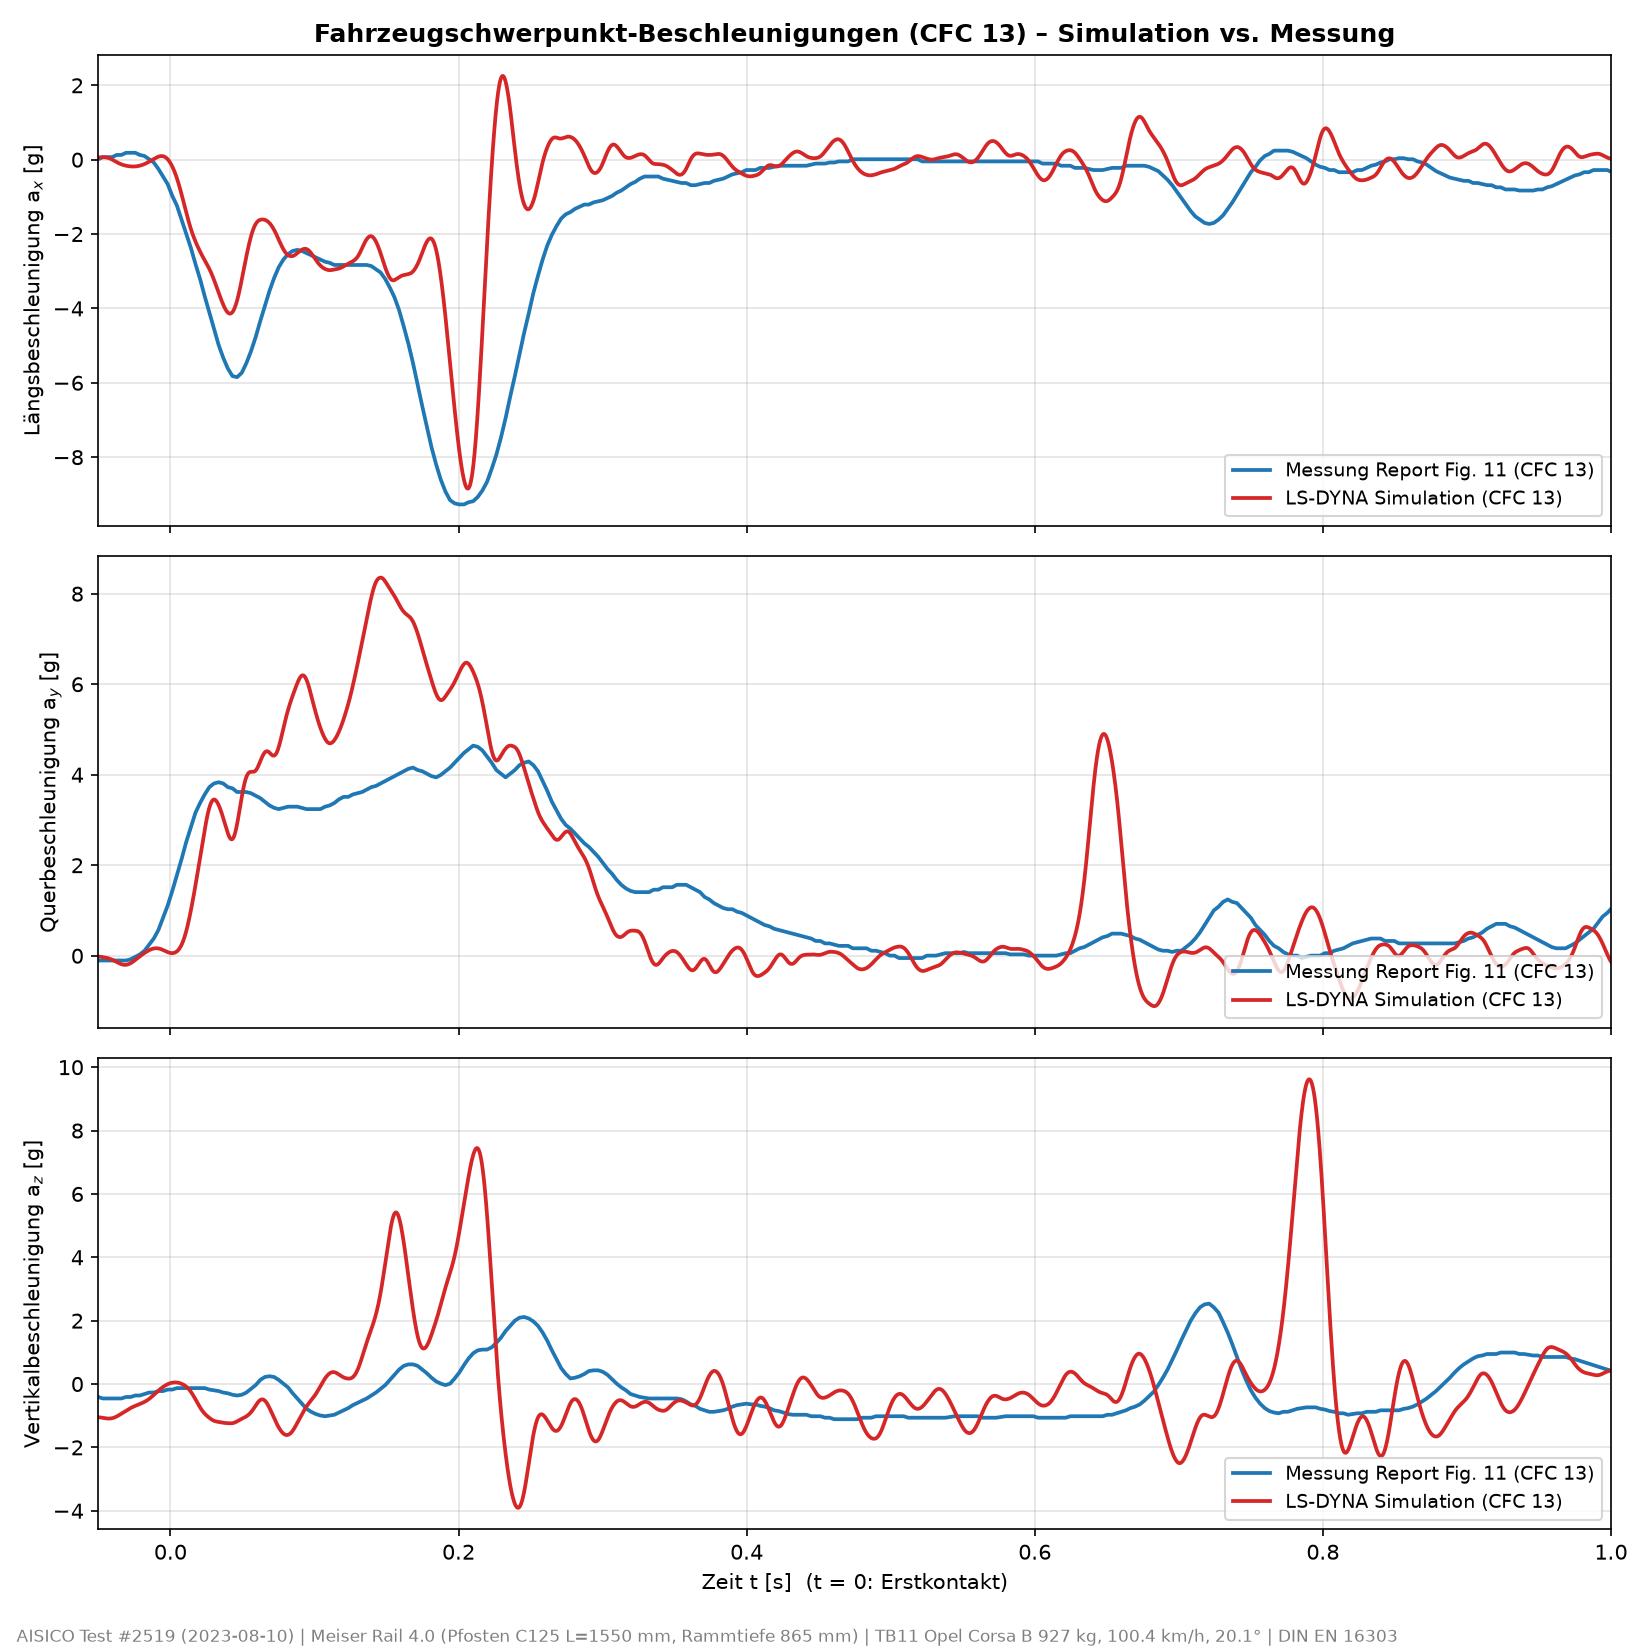 Fahrzeugschwerpunkt-Beschleunigungen (CFC 13) – Simulation vs. Messung
Längsbeschleunigung aₓ [g]
2
0
−2
−4
−6
−8
Messung Report Fig. 11 (CFC 13)
LS-DYNA Simulation (CFC 13)
Querbeschleunigung a_y [g]
8
6
4
2
0
Messung Report Fig. 11 (CFC 13)
LS-DYNA Simulation (CFC 13)
Vertikalbeschleunigung a_z [g]
10
8
6
4
2
0
−2
−4
Messung Report Fig. 11 (CFC 13)
LS-DYNA Simulation (CFC 13)
0.0 0.2 0.4 0.6 0.8 1.0
Zeit t [s] (t = 0: Erstkontakt)
AISICO Test #2519 (2023-08-10) | Meiser Rail 4.0 (Pfosten C125 L=1550 mm, Rammtiefe 865 mm) | TB11 Opel Corsa B 927 kg, 100.4 km/h, 20.1° | DIN EN 16303